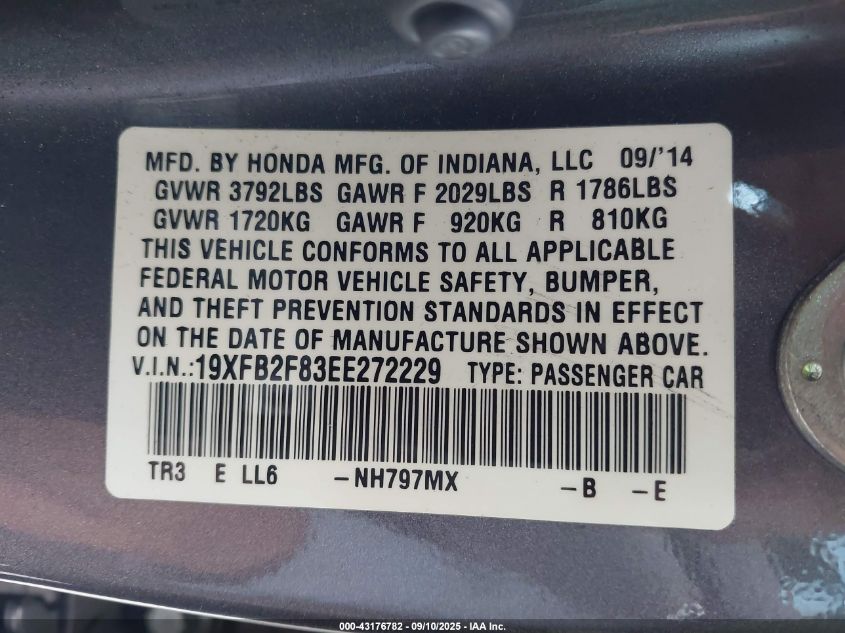 MFD. BY HONDA MFG. OF INDIANA, LLC 09/'14
GVWR 3792LBS GAWR F 2029LBS R 1786LBS
GVWR 1720KG GAWR F 920KG R 810KG
THIS VEHICLE CONFORMS TO ALL APPLICABLE
FEDERAL MOTOR VEHICLE SAFETY, BUMPER,
AND THEFT PREVENTION STANDARDS IN EFFECT
ON THE DATE OF MANUFACTURE SHOWN ABOVE.
V.I.N.:19XFB2F83EE272229 TYPE: PASSENGER CAR
TR3 E LL6 -NH797MX -B -E
000-43176782 - 09/10/2025 - IAA Inc.